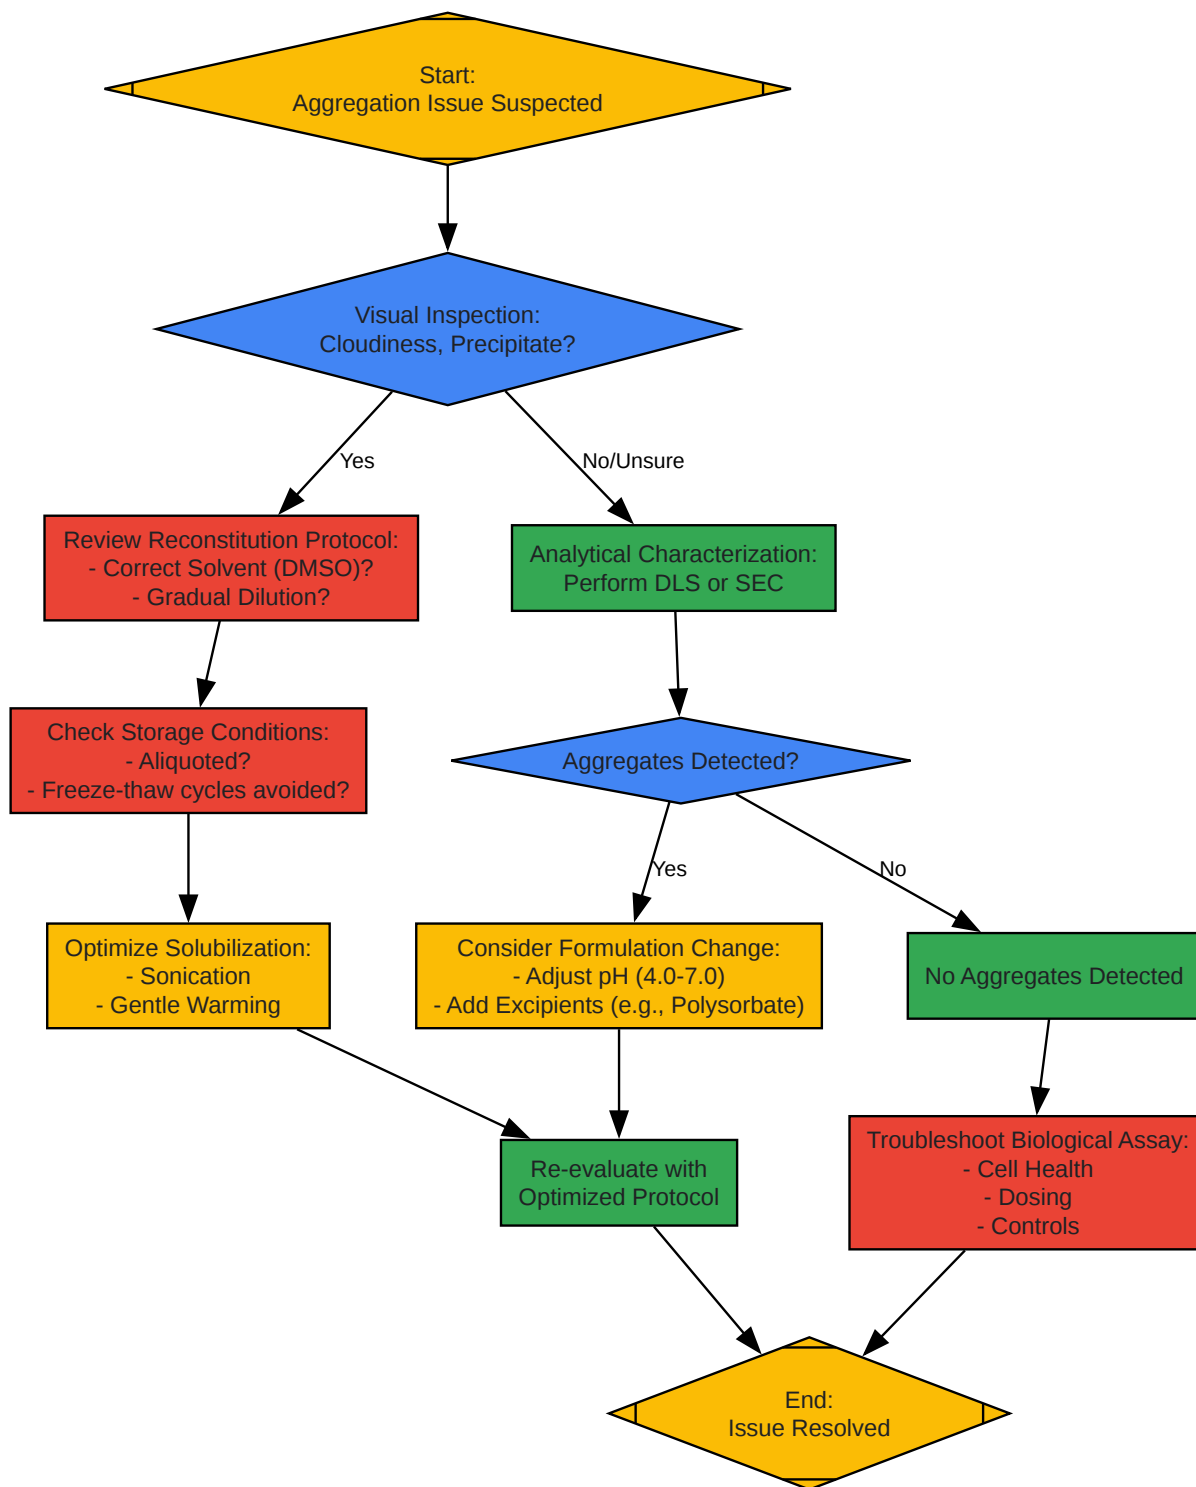 Start:
Aggregation Issue Suspected
Visual Inspection:
Cloudiness, Precipitate?
Yes
No/Unsure
Review Reconstitution Protocol:
- Correct Solvent (DMSO)?
- Gradual Dilution?
Analytical Characterization:
Perform DLS or SEC
Check Storage Conditions:
- Aliquoted?
- Freeze-thaw cycles avoided?
Aggregates Detected?
Yes
No
Optimize Solubilization:
- Sonication
- Gentle Warming
Consider Formulation Change:
- Adjust pH (4.0-7.0)
- Add Excipients (e.g., Polysorbate)
No Aggregates Detected
Re-evaluate with
Optimized Protocol
Troubleshoot Biological Assay:
- Cell Health
- Dosing
- Controls
End:
Issue Resolved